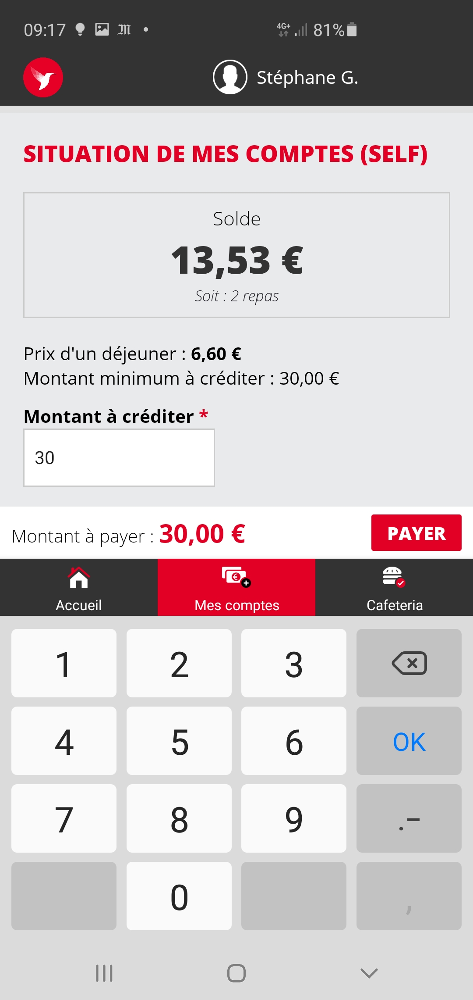 09:17
4G+ 81%
Stéphane G.
SITUATION DE MES COMPTES (SELF)
Solde
13,53 €
Soit : 2 repas
Prix d'un déjeuner : 6,60 €
Montant minimum à créditer : 30,00 €
Montant à créditer *
30
Montant à payer : 30,00 €
PAYER
Accueil
Mes comptes
Cafeteria
1 2 3
4 5 6 OK
7 8 9 .-
0 ,